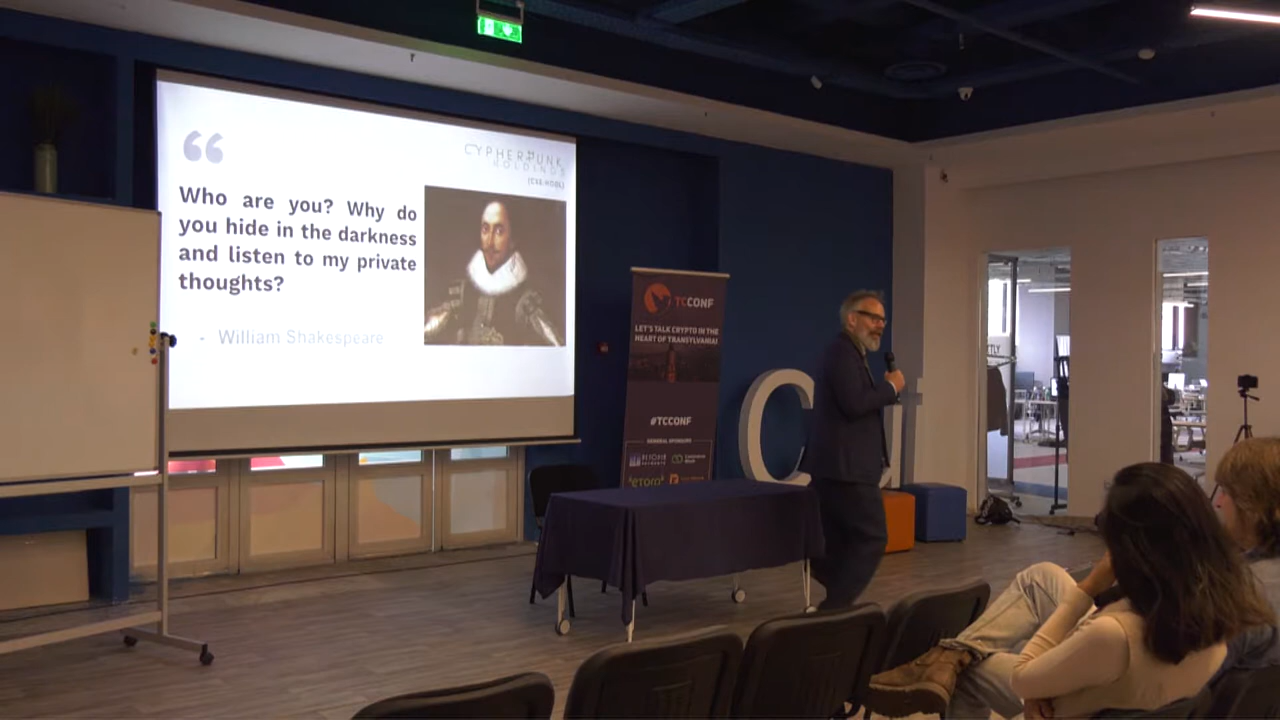 CYPHERPUNK
HOLDINGS
(CSE:HODL)
Who are you? Why do
you hide in the darkness
and listen to my private
thoughts?
- William Shakespeare
TCCONF
LET'S TALK CRYPTO IN THE
HEART OF TRANSYLVANIA!
#TCCONF
GENERAL SPONSORS
eToro